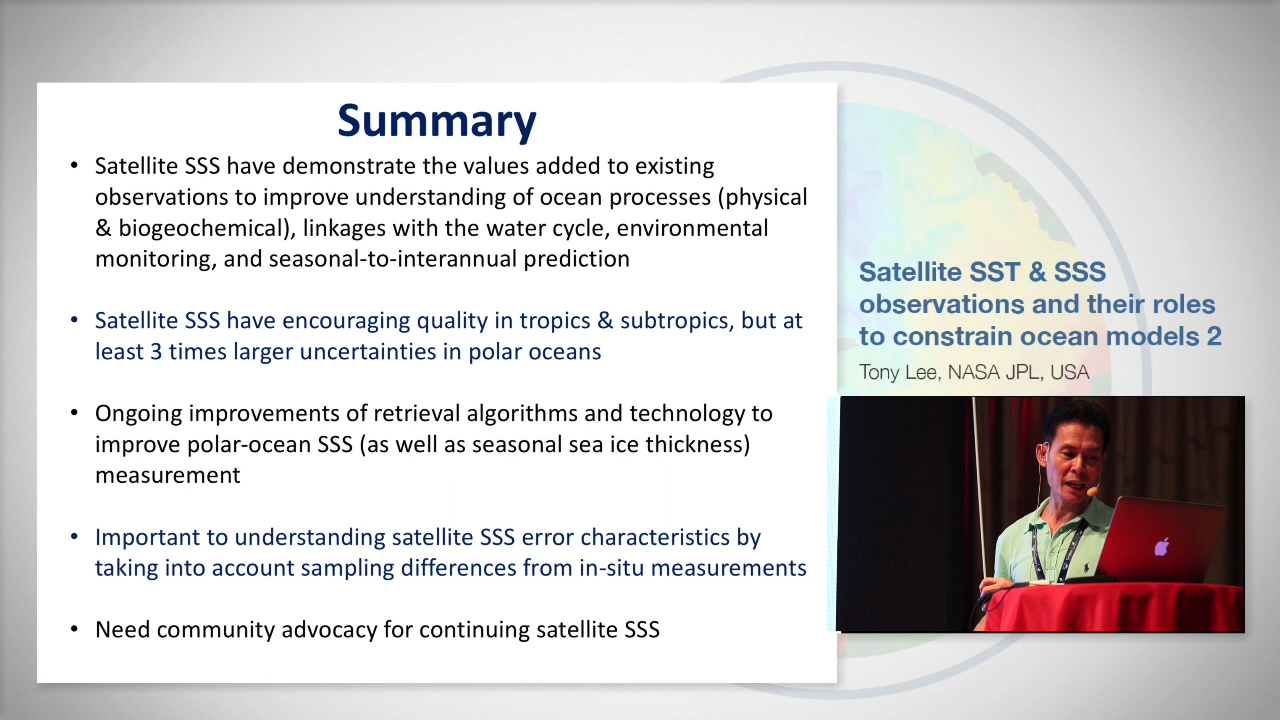 Summary
• Satellite SSS have demonstrate the values added to existing
observations to improve understanding of ocean processes (physical
& biogeochemical), linkages with the water cycle, environmental
monitoring, and seasonal-to-interannual prediction
• Satellite SSS have encouraging quality in tropics & subtropics, but at
least 3 times larger uncertainties in polar oceans
• Ongoing improvements of retrieval algorithms and technology to
improve polar-ocean SSS (as well as seasonal sea ice thickness)
measurement
• Important to understanding satellite SSS error characteristics by
taking into account sampling differences from in-situ measurements
• Need community advocacy for continuing satellite SSS
Satellite SST & SSS
observations and their roles
to constrain ocean models 2
Tony Lee, NASA JPL, USA